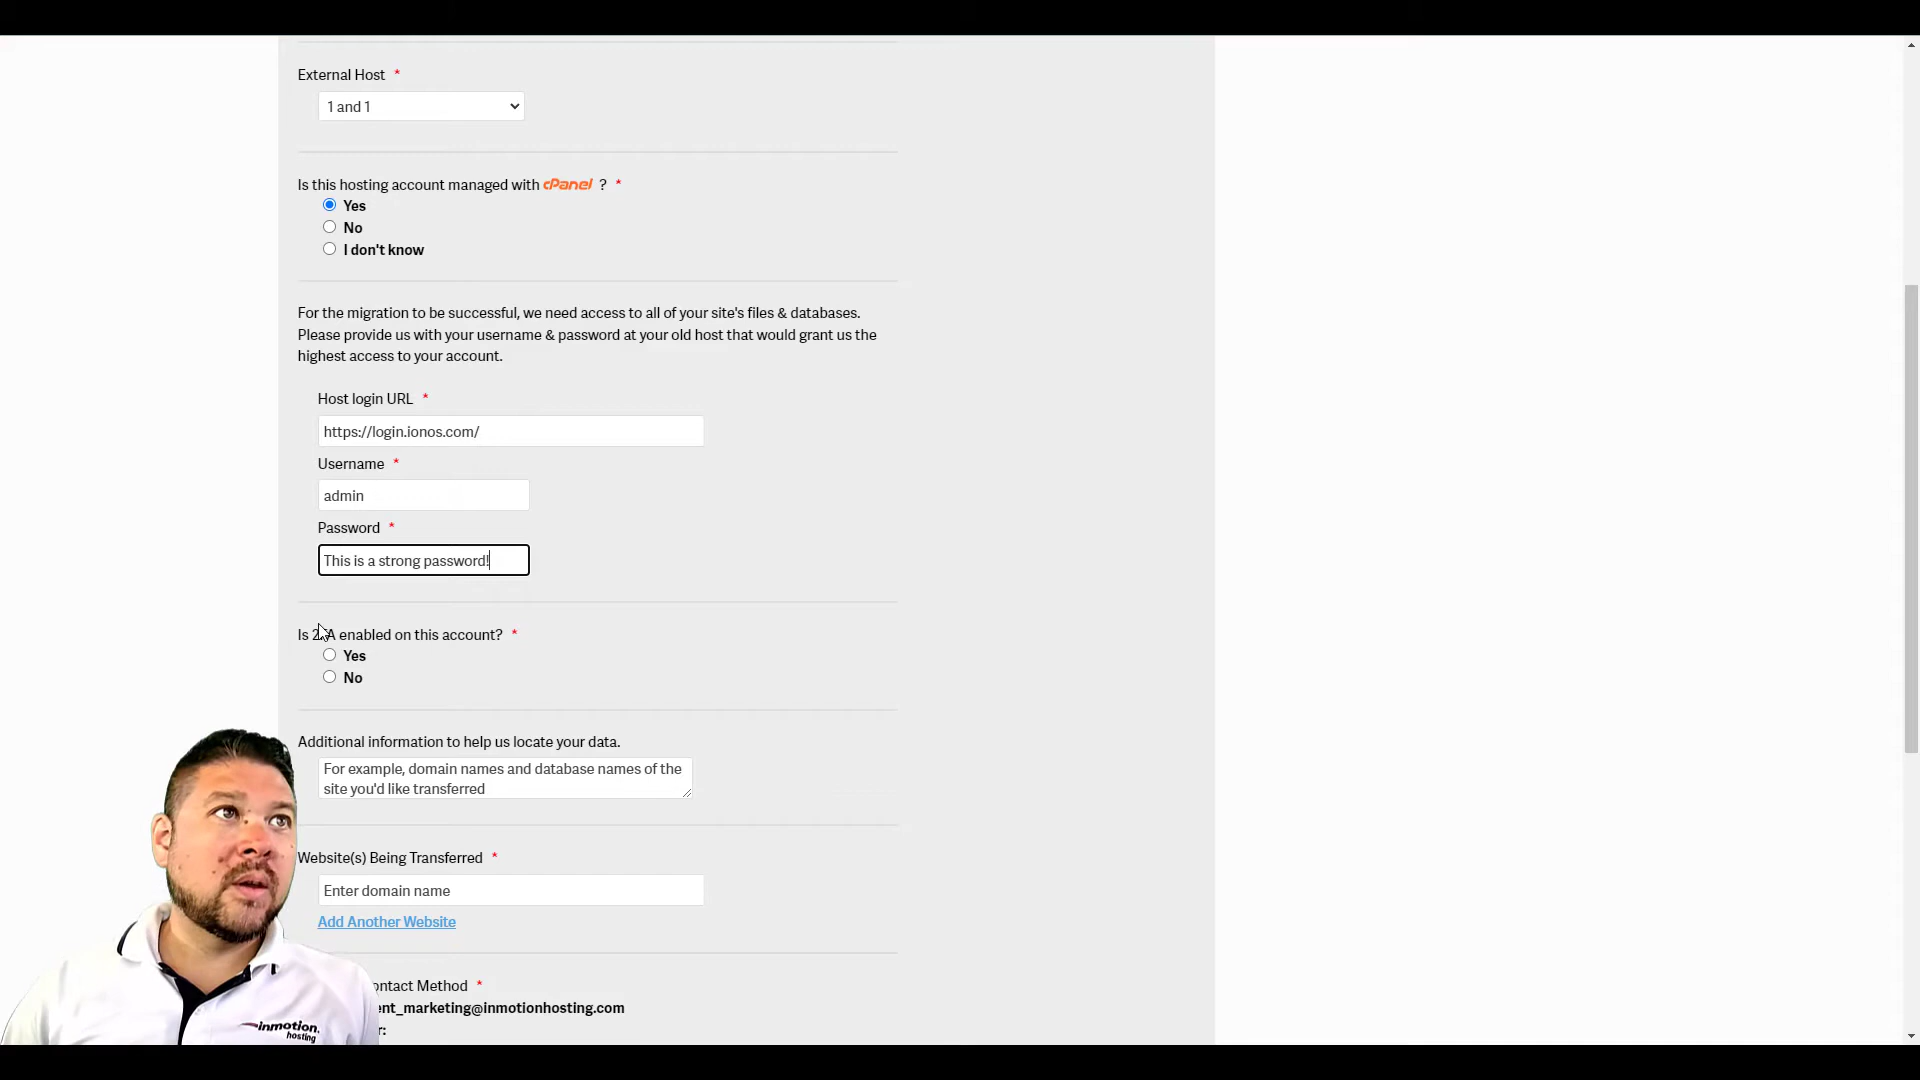 External Host *
1 and 1
Is this hosting account managed with cPanel ? *
Yes
No
I don't know
For the migration to be successful, we need access to all of your site's files & databases.
Please provide us with your username & password at your old host that would grant us the
highest access to your account.
Host login URL *
https://login.ionos.com/
Username *
admin
Password *
This is a strong password!
Is 2 A enabled on this account? *
Yes
No
Additional information to help us locate your data.
For example, domain names and database names of the
site you'd like transferred
Website(s) Being Transferred *
Enter domain name
Add Another Website
ontact Method *
ent_marketing@inmotionhosting.com
r:
inmotion
hosting